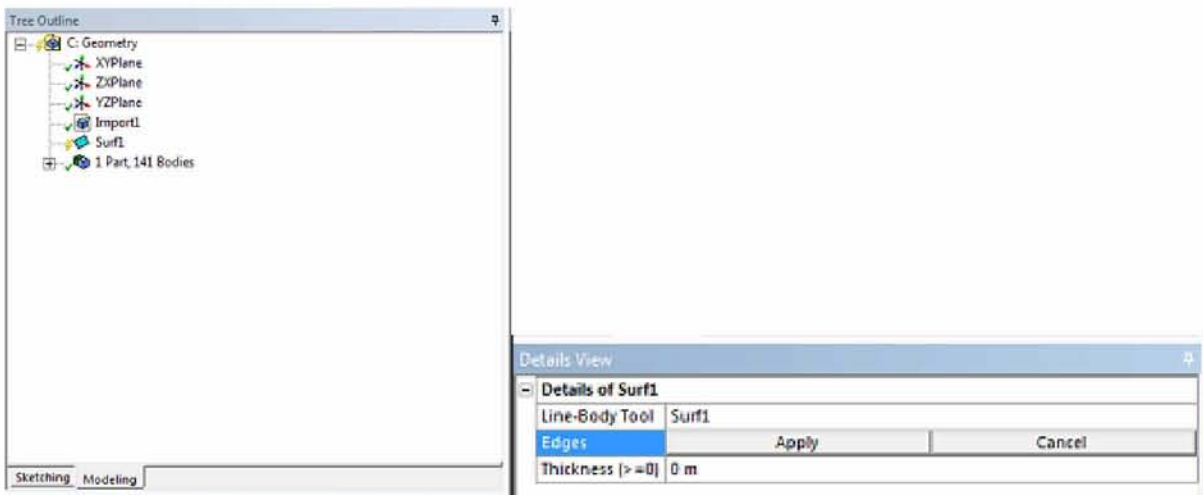 Tree Outline
C: Geometry
XYPlane
ZXPlane
YZPlane
Import1
Surf1
1 Part, 141 Bodies
Sketching Modeling
Details View
Details of Surf1
Line-Body Tool Surf1
Edges Apply Cancel
Thickness (>=0) 0 m